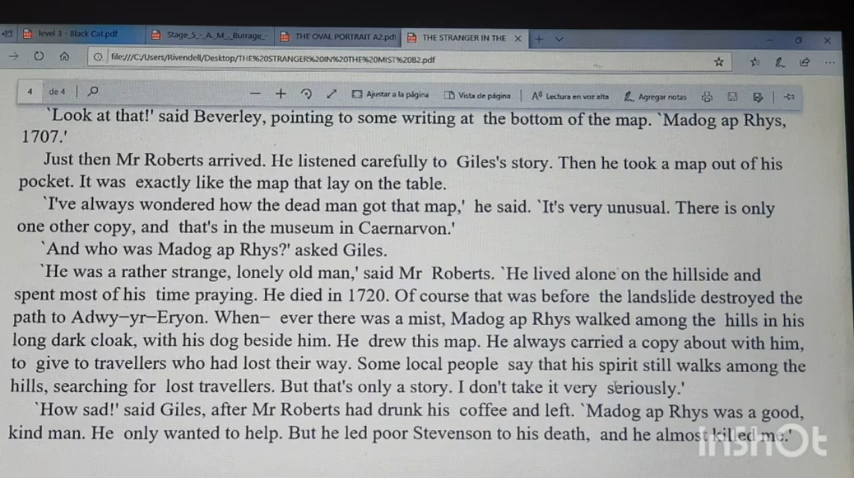 level 3 - Black Cat.pdf
Stage_5_-_A._M._Burrage_-
THE OVAL PORTRAIT A2.pdf
THE STRANGER IN THE
file:///C:/Users/Rivendell/Desktop/THE%20STRANGER%20IN%20THE%20MIST%20B2.pdf
4 de 4 Ajustar a la página Vista de página Lectura en voz alta Agregar notas
`Look at that!' said Beverley, pointing to some writing at the bottom of the map. `Madog ap Rhys,
1707.'
Just then Mr Roberts arrived. He listened carefully to Giles's story. Then he took a map out of his
pocket. It was exactly like the map that lay on the table.
`I've always wondered how the dead man got that map,' he said. `It's very unusual. There is only
one other copy, and that's in the museum in Caernarvon.'
`And who was Madog ap Rhys?' asked Giles.
`He was a rather strange, lonely old man,' said Mr Roberts. `He lived alone on the hillside and
spent most of his time praying. He died in 1720. Of course that was before the landslide destroyed the
path to Adwy–yr–Eryon. When– ever there was a mist, Madog ap Rhys walked among the hills in his
long dark cloak, with his dog beside him. He drew this map. He always carried a copy about with him,
to give to travellers who had lost their way. Some local people say that his spirit still walks among the
hills, searching for lost travellers. But that's only a story. I don't take it very seriously.'
`How sad!' said Giles, after Mr Roberts had drunk his coffee and left. `Madog ap Rhys was a good,
kind man. He only wanted to help. But he led poor Stevenson to his death, and he almost killed me.'
InShOt